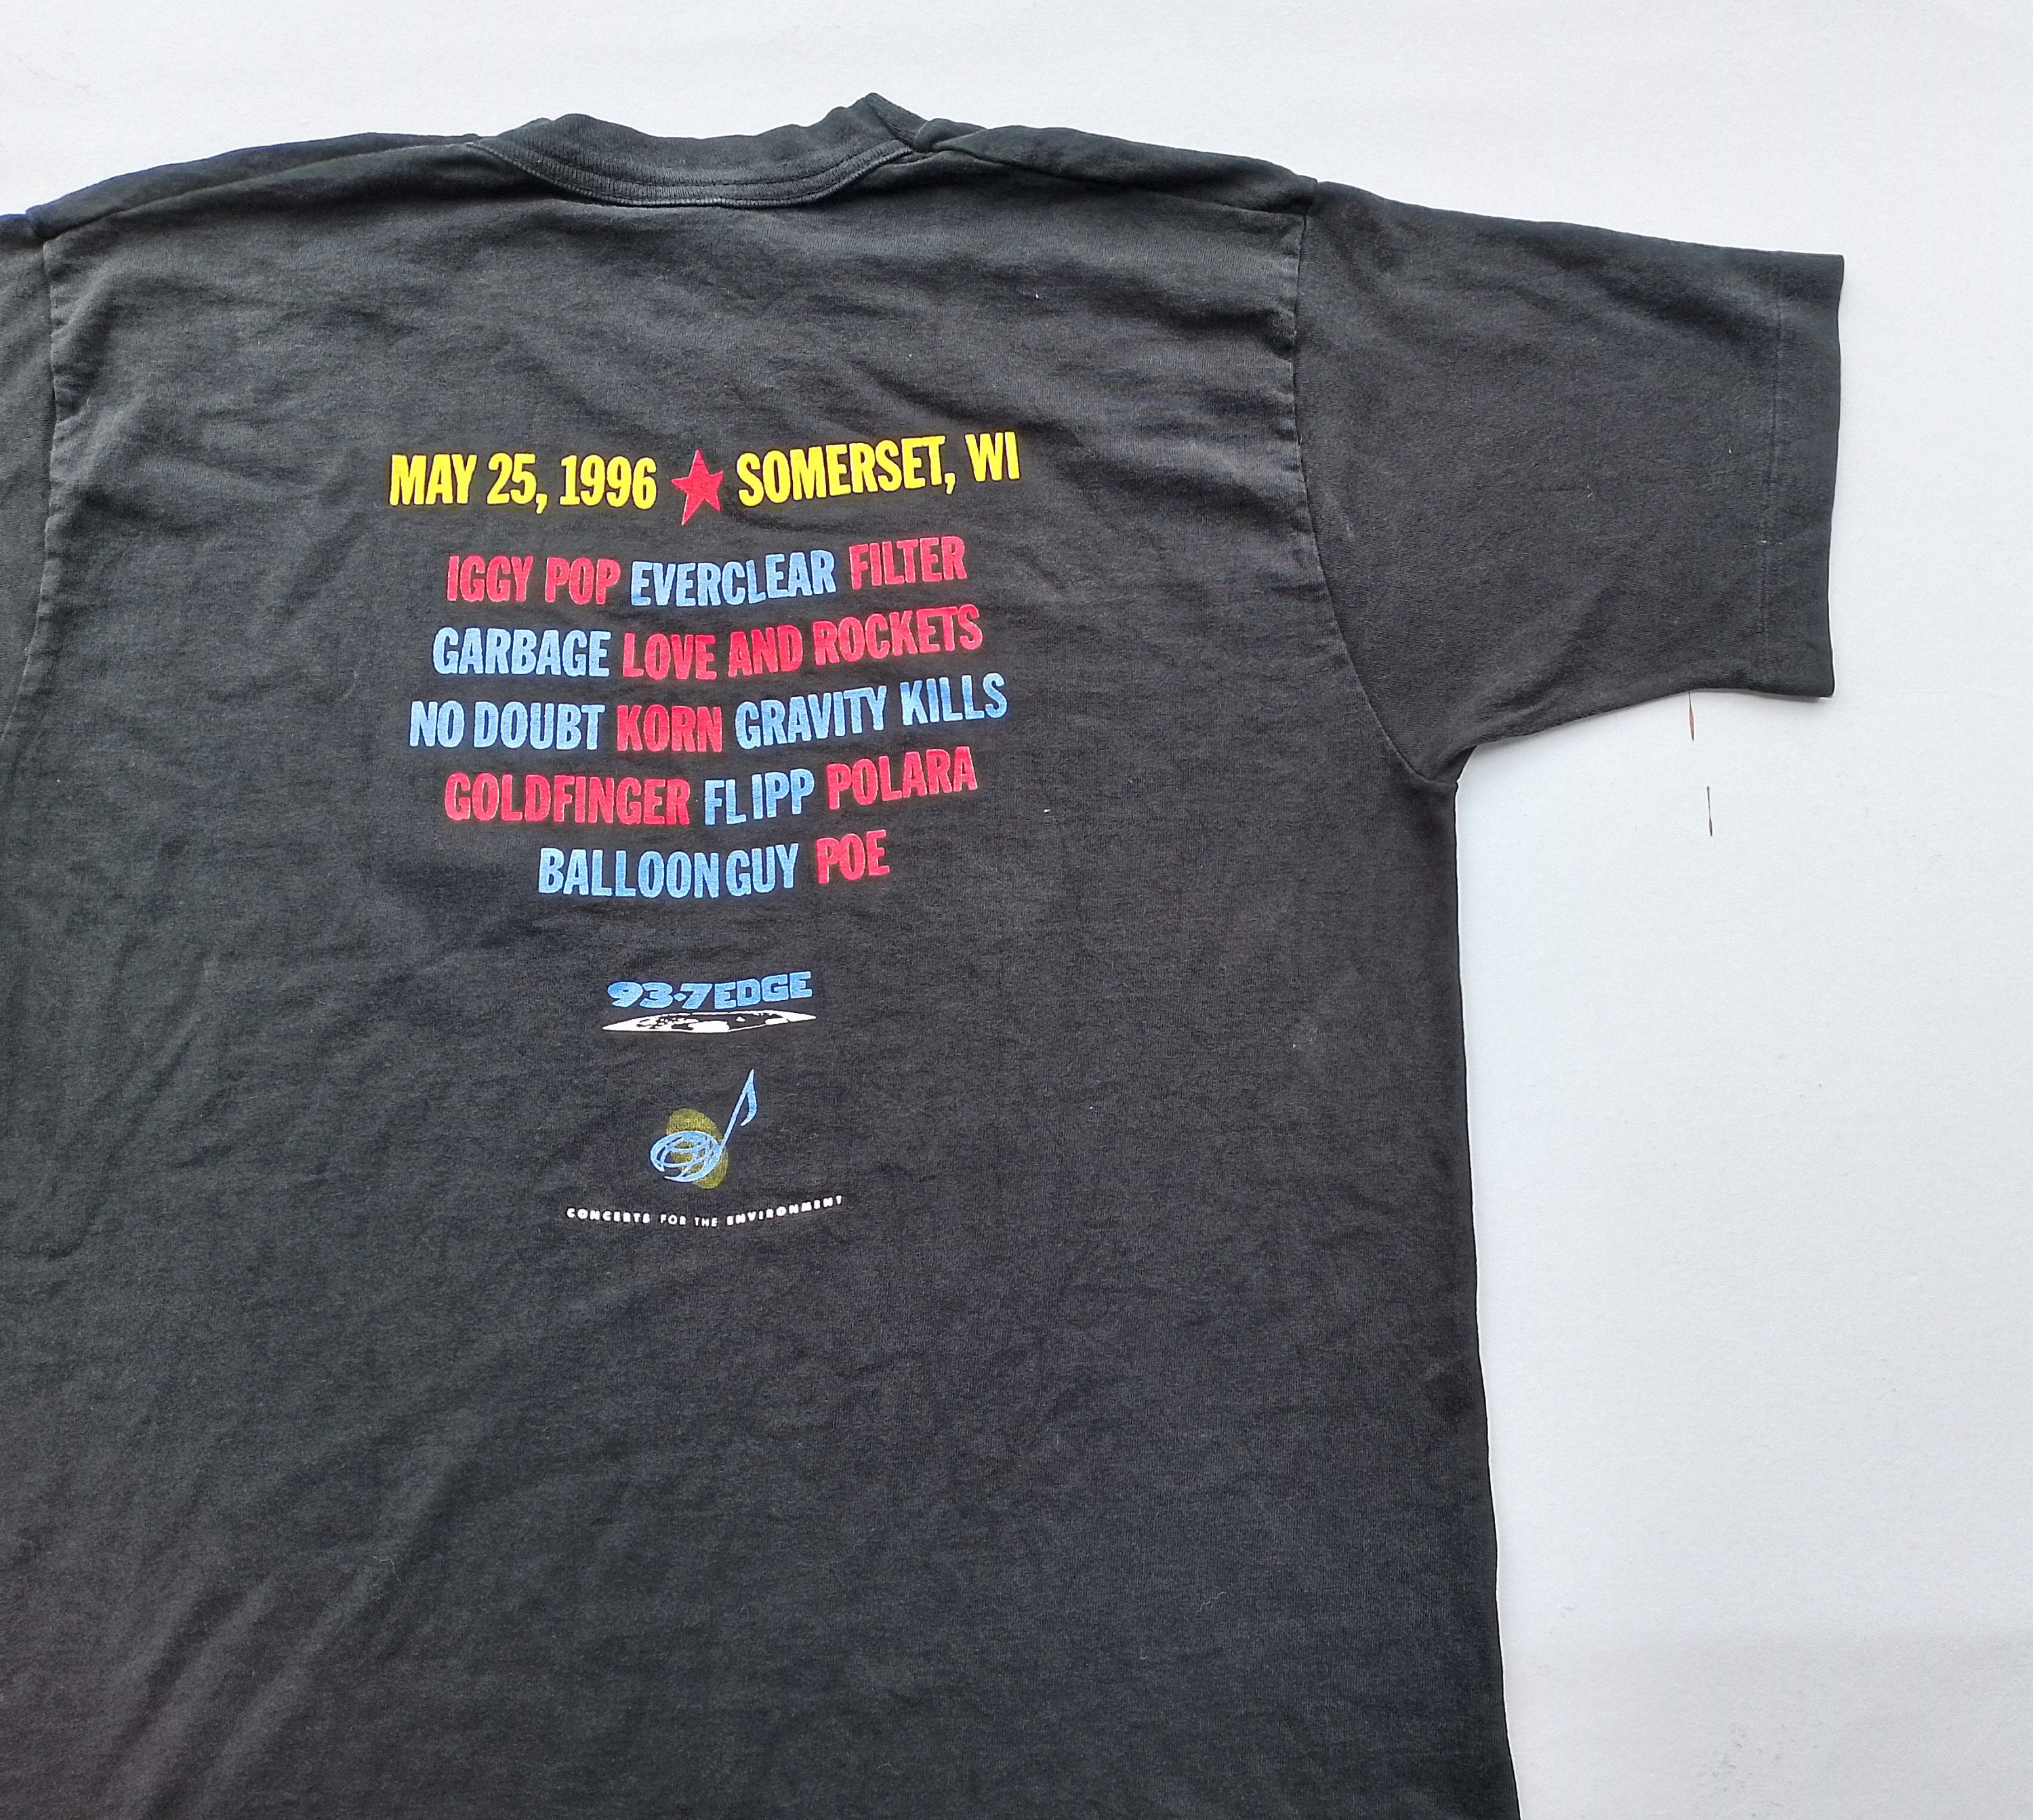 MAY 25, 1996 ★ SOMERSET, WI
IGGY POP EVERCLEAR FILTER
GARBAGE LOVE AND ROCKETS
NO DOUBT KORN GRAVITY KILLS
GOLDFINGER FLIPP POLARA
BALLOON GUY POE
93·7 EDGE
CONCERTS FOR THE ENVIRONMENT